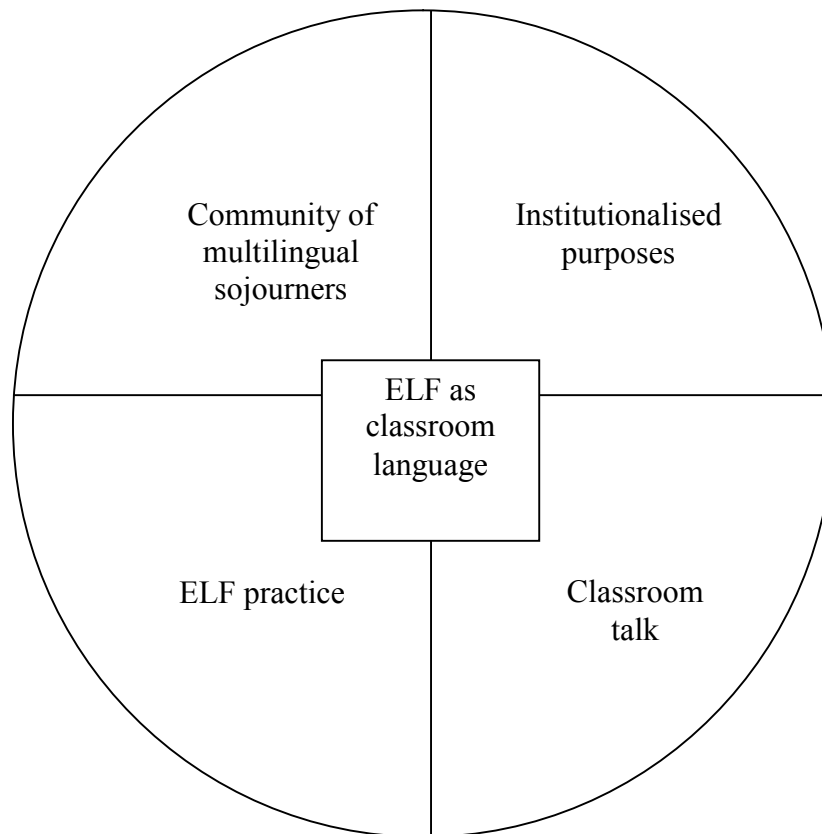 Community of
multilingual
sojourners
Institutionalised
purposes
ELF as
classroom
language
ELF practice
Classroom
talk